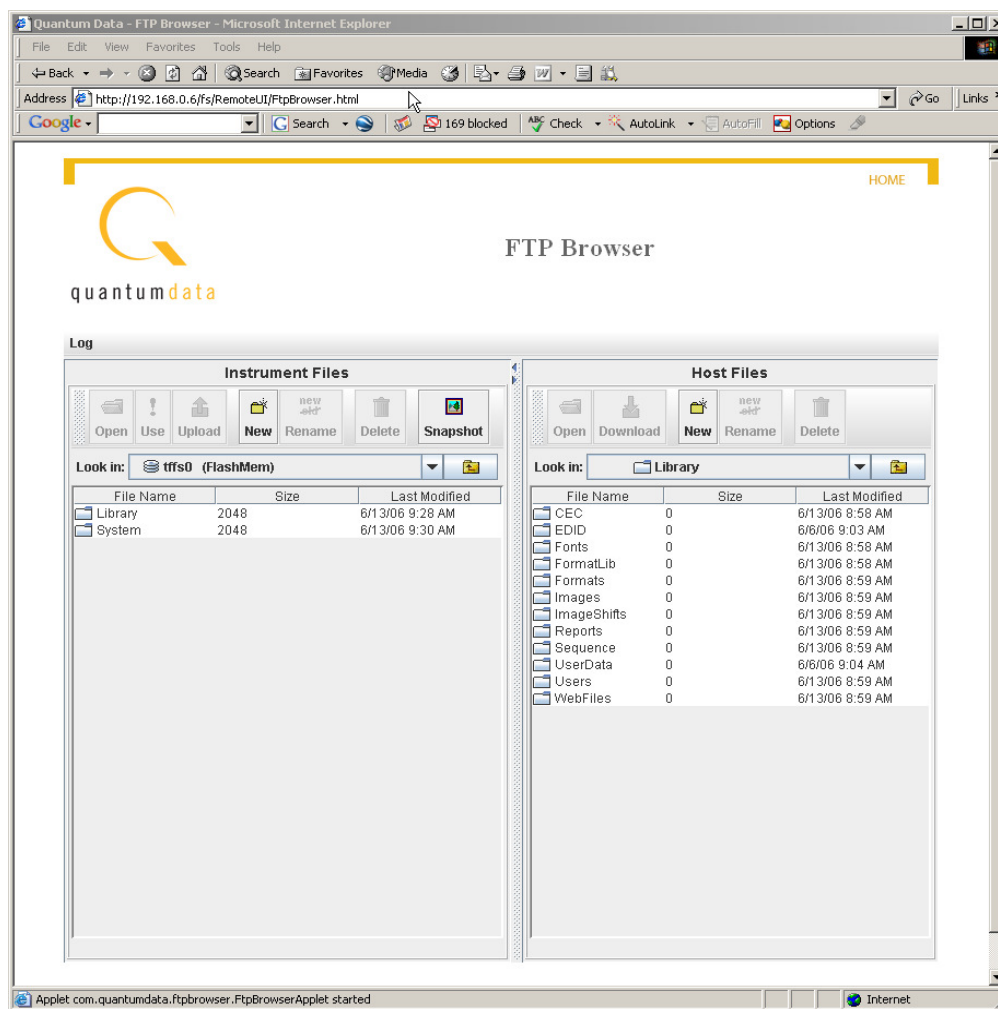 Quantum Data - FTP Browser - Microsoft Internet Explorer
File Edit View Favorites Tools Help
Back Search Favorites Media
Address http://192.168.0.6/fs/RemoteUI/FtpBrowser.html Go Links
Google Search 169 blocked ABC Check AutoLink AutoFill Options
HOME
FTP Browser
quantumdata
Log
Instrument Files
Open Use Upload New new old Rename Delete Snapshot
Look in: tffs0 (FlashMem)
File Name Size Last Modified
Library 2048 6/13/06 9:28 AM
System 2048 6/13/06 9:30 AM
Host Files
Open Download New new old Rename Delete
Look in: Library
File Name Size Last Modified
CEC 0 6/13/06 8:58 AM
EDID 0 6/6/06 9:03 AM
Fonts 0 6/13/06 8:58 AM
FormatLib 0 6/13/06 8:58 AM
Formats 0 6/13/06 8:59 AM
Images 0 6/13/06 8:59 AM
ImageShifts 0 6/13/06 8:59 AM
Reports 0 6/13/06 8:59 AM
Sequence 0 6/13/06 8:59 AM
UserData 0 6/6/06 9:04 AM
Users 0 6/13/06 8:59 AM
WebFiles 0 6/13/06 8:59 AM
Applet com.quantumdata.ftpbrowser.FtpBrowserApplet started Internet